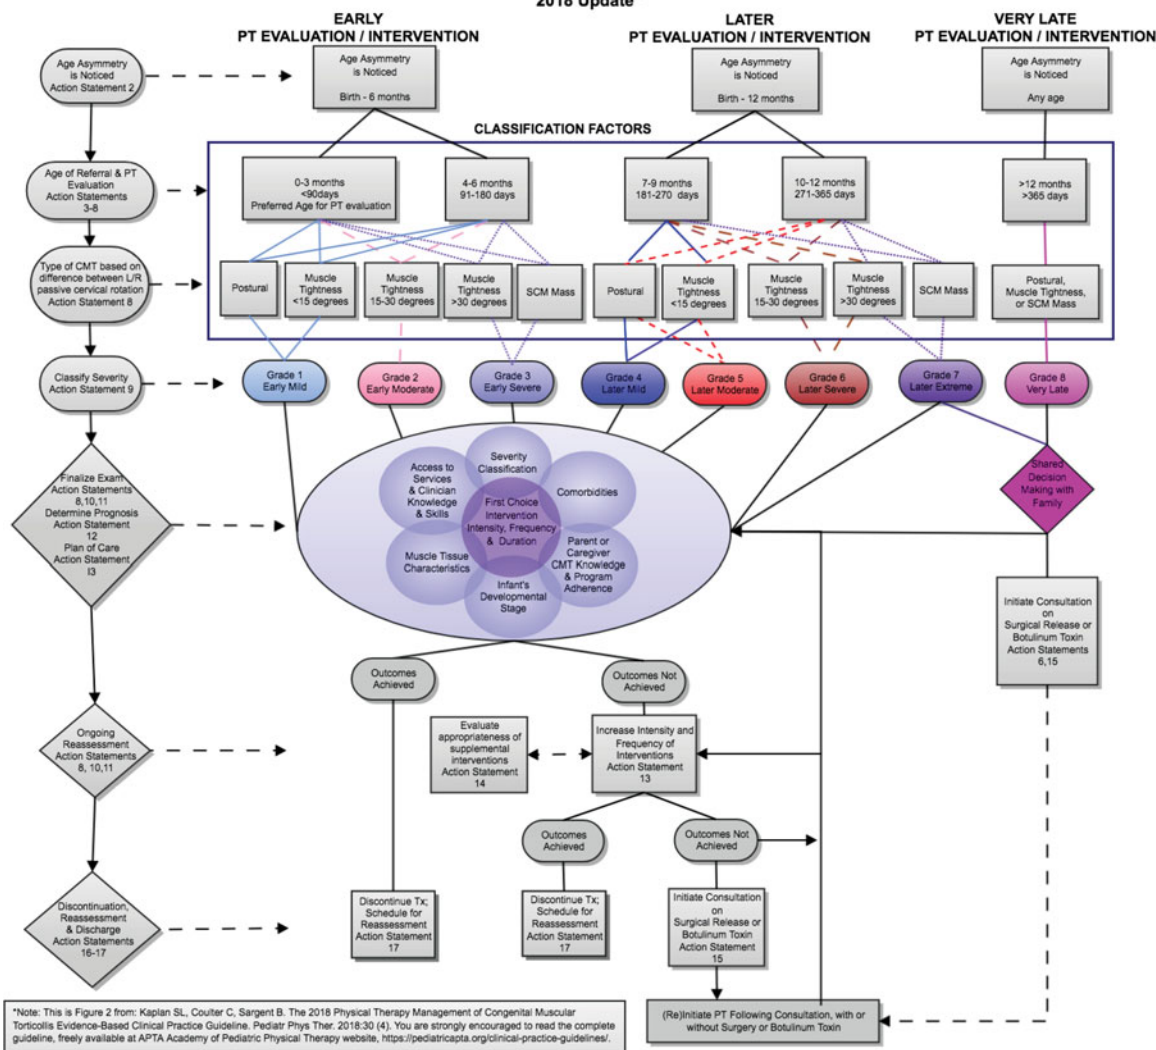 2018 Update
EARLY
PT EVALUATION / INTERVENTION
LATER
PT EVALUATION / INTERVENTION
VERY LATE
PT EVALUATION / INTERVENTION
Age Asymmetry
is Noticed
Action Statement 2
Age Asymmetry
is Noticed
Birth - 6 months
Age Asymmetry
is Noticed
Birth - 12 months
Age Asymmetry
is Noticed
Any age
CLASSIFICATION FACTORS
Age of Referral & PT
Evaluation
Action Statements
3-8
0-3 months
<90days
Preferred Age for PT evaluation
4-6 months
91-180 days
7-9 months
181-270 days
10-12 months
271-365 days
>12 months
>365 days
Type of CMT based on
difference between L/R
passive cervical rotation
Action Statement 8
Postural
Muscle
Tightness
<15 degrees
Muscle
Tightness
15-30 degrees
Muscle
Tightness
>30 degrees
SCM Mass
Postural
Muscle
Tightness
<15 degrees
Muscle
Tightness
15-30 degrees
Muscle
Tightness
>30 degrees
SCM Mass
Postural,
Muscle Tightness,
or SCM Mass
Classify Severity
Action Statement 9
Grade 1
Early Mild
Grade 2
Early Moderate
Grade 3
Early Severe
Grade 4
Later Mild
Grade 5
Later Moderate
Grade 6
Later Severe
Grade 7
Later Extreme
Grade 8
Very Late
Finalize Exam
Action Statements
8,10,11
Determine Prognosis
Action Statement
12
Plan of Care
Action Statement
I3
Access to
Services
& Clinician
Knowledge
& Skills
Severity
Classification
Comorbidities
First Choice
Intervention
Intensity, Frequency
& Duration
Muscle Tissue
Characteristics
Parent or
Caregiver
CMT Knowledge
& Program
Adherence
Infant's
Developmental
Stage
Shared
Decision
Making with
Family
Initiate Consultation
on
Surgical Release or
Botulinum Toxin
Action Statements
6,15
Outcomes
Achieved
Outcomes Not
Achieved
Ongoing
Reassessment
Action Statements
8, 10,11
Evaluate
appropriateness of
supplemental
interventions
Action Statement
14
Increase Intensity and
Frequency of
Interventions
Action Statement
13
Outcomes
Achieved
Outcomes Not
Achieved
Discontinuation,
Reassessment
& Discharge
Action Statements
16-17
Discontinue Tx;
Schedule for
Reassessment
Action Statement
17
Discontinue Tx;
Schedule for
Reassessment
Action Statement
17
Initiate Consultation
on
Surgical Release or
Botulinum Toxin
Action Statement
15
(Re)Initiate PT Following Consultation, with or
without Surgery or Botulinum Toxin
*Note: This is Figure 2 from: Kaplan SL, Coulter C, Sargent B. The 2018 Physical Therapy Management of Congenital Muscular
Torticollis Evidence-Based Clinical Practice Guideline. Pediatr Phys Ther. 2018:30 (4). You are strongly encouraged to read the complete
guideline, freely available at APTA Academy of Pediatric Physical Therapy website, https://pediatricapta.org/clinical-practice-guidelines/.